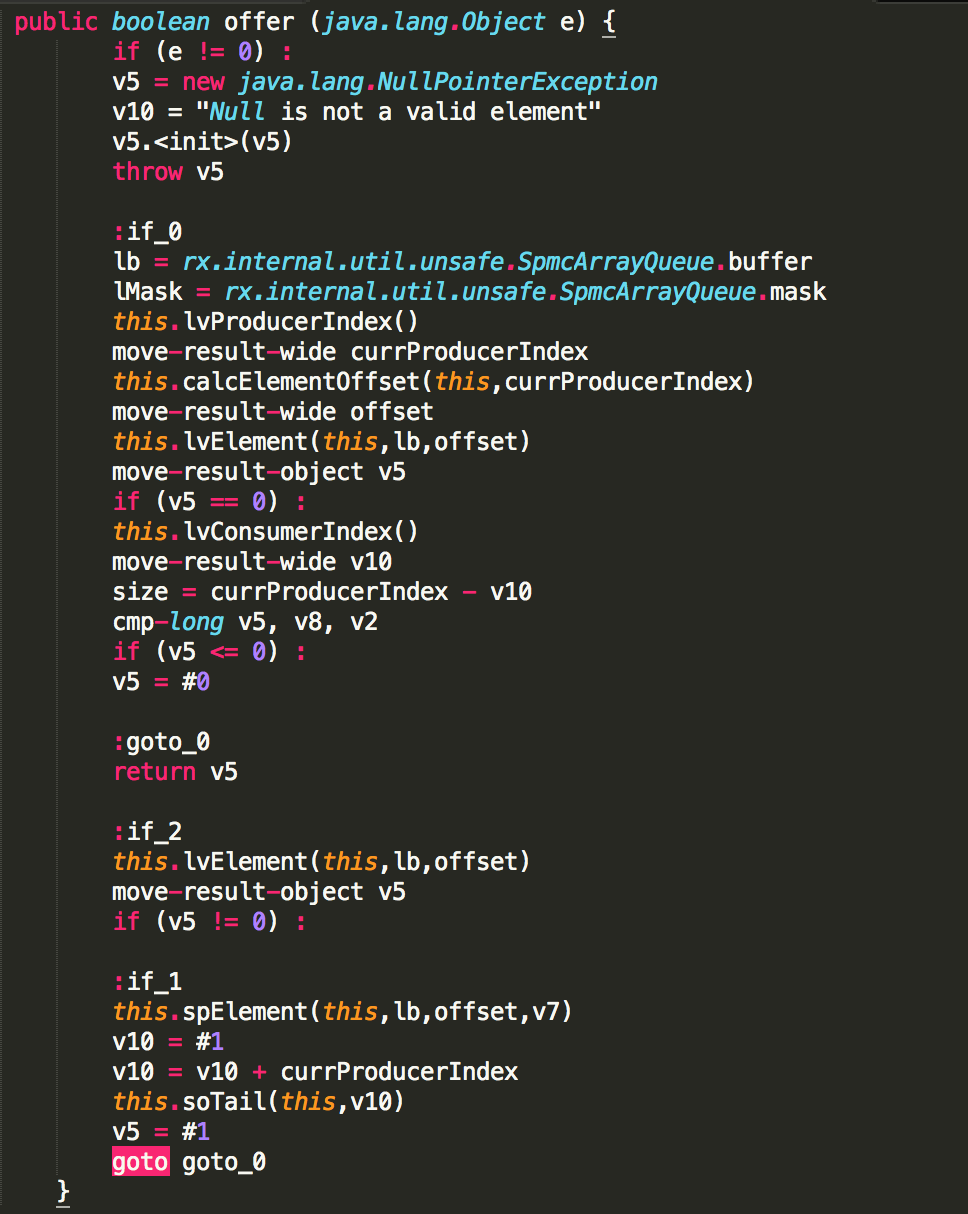 public boolean offer (java.lang.Object e) {
if (e != 0) :
v5 = new java.lang.NullPointerException
v10 = "Null is not a valid element"
v5.<init>(v5)
throw v5
:if_0
lb = rx.internal.util.unsafe.SpmcArrayQueue.buffer
lMask = rx.internal.util.unsafe.SpmcArrayQueue.mask
this.lvProducerIndex()
move-result-wide currProducerIndex
this.calcElementOffset(this,currProducerIndex)
move-result-wide offset
this.lvElement(this,lb,offset)
move-result-object v5
if (v5 == 0) :
this.lvConsumerIndex()
move-result-wide v10
size = currProducerIndex - v10
cmp-long v5, v8, v2
if (v5 <= 0) :
v5 = #0
:goto_0
return v5
:if_2
this.lvElement(this,lb,offset)
move-result-object v5
if (v5 != 0) :
:if_1
this.spElement(this,lb,offset,v7)
v10 = #1
v10 = v10 + currProducerIndex
this.soTail(this,v10)
v5 = #1
goto goto_0
}